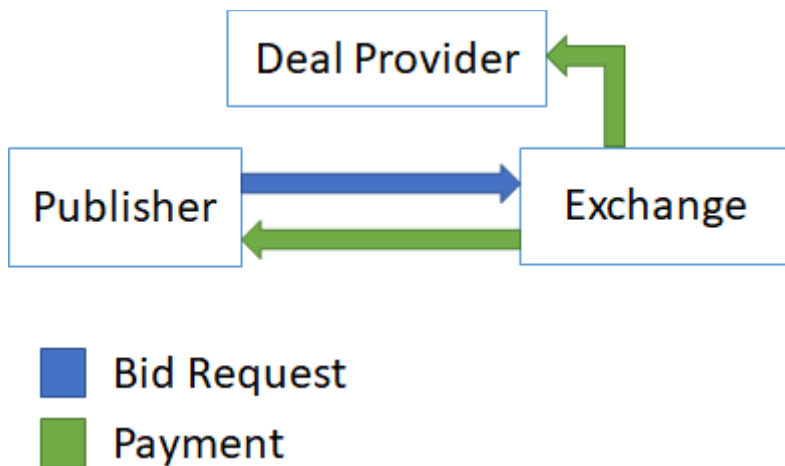 Deal Provider
Publisher
Exchange
Bid Request
Payment